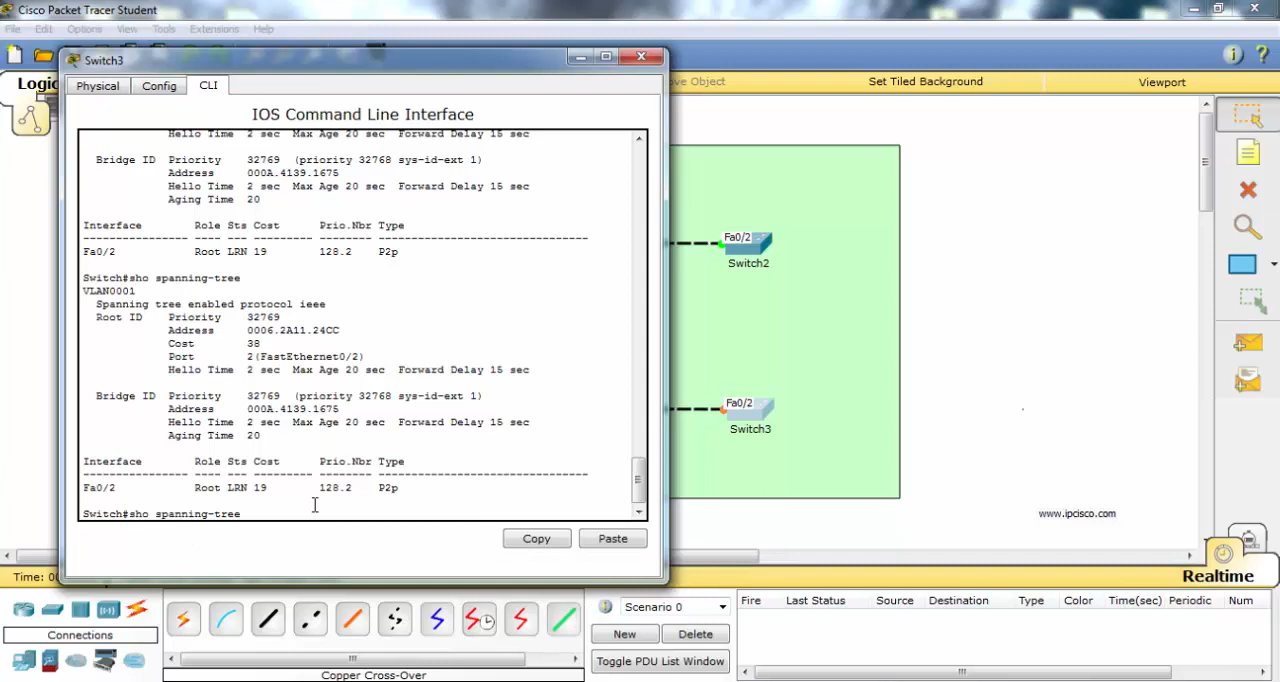 Cisco Packet Tracer Student
File Edit Options View Tools Extensions Help
Switch3
Logic
Physical Config CLI
ove Object
Set Tiled Background
Viewport
IOS Command Line Interface
Hello Time 2 sec Max Age 20 sec Forward Delay 15 sec
Bridge ID Priority 32769 (priority 32768 sys-id-ext 1)
Address 000A.4139.1675
Hello Time 2 sec Max Age 20 sec Forward Delay 15 sec
Aging Time 20
Interface Role Sts Cost Prio.Nbr Type
---------------- ---- --- --------- -------- --------------------------------
Fa0/2 Root LRN 19 128.2 P2p
Switch#sho spanning-tree
VLAN0001
Spanning tree enabled protocol ieee
Root ID Priority 32769
Address 0006.2A11.24CC
Cost 38
Port 2(FastEthernet0/2)
Hello Time 2 sec Max Age 20 sec Forward Delay 15 sec
Bridge ID Priority 32769 (priority 32768 sys-id-ext 1)
Address 000A.4139.1675
Hello Time 2 sec Max Age 20 sec Forward Delay 15 sec
Aging Time 20
Interface Role Sts Cost Prio.Nbr Type
---------------- ---- --- --------- -------- --------------------------------
Fa0/2 Root LRN 19 128.2 P2p
Switch#sho spanning-tree
Copy Paste
Fa0/2
Switch2
Fa0/2
Switch3
www.ipcisco.com
Time: 0
Realtime
Connections
Copper Cross-Over
Scenario 0
New Delete
Toggle PDU List Window
Fire Last Status Source Destination Type Color Time(sec) Periodic Num